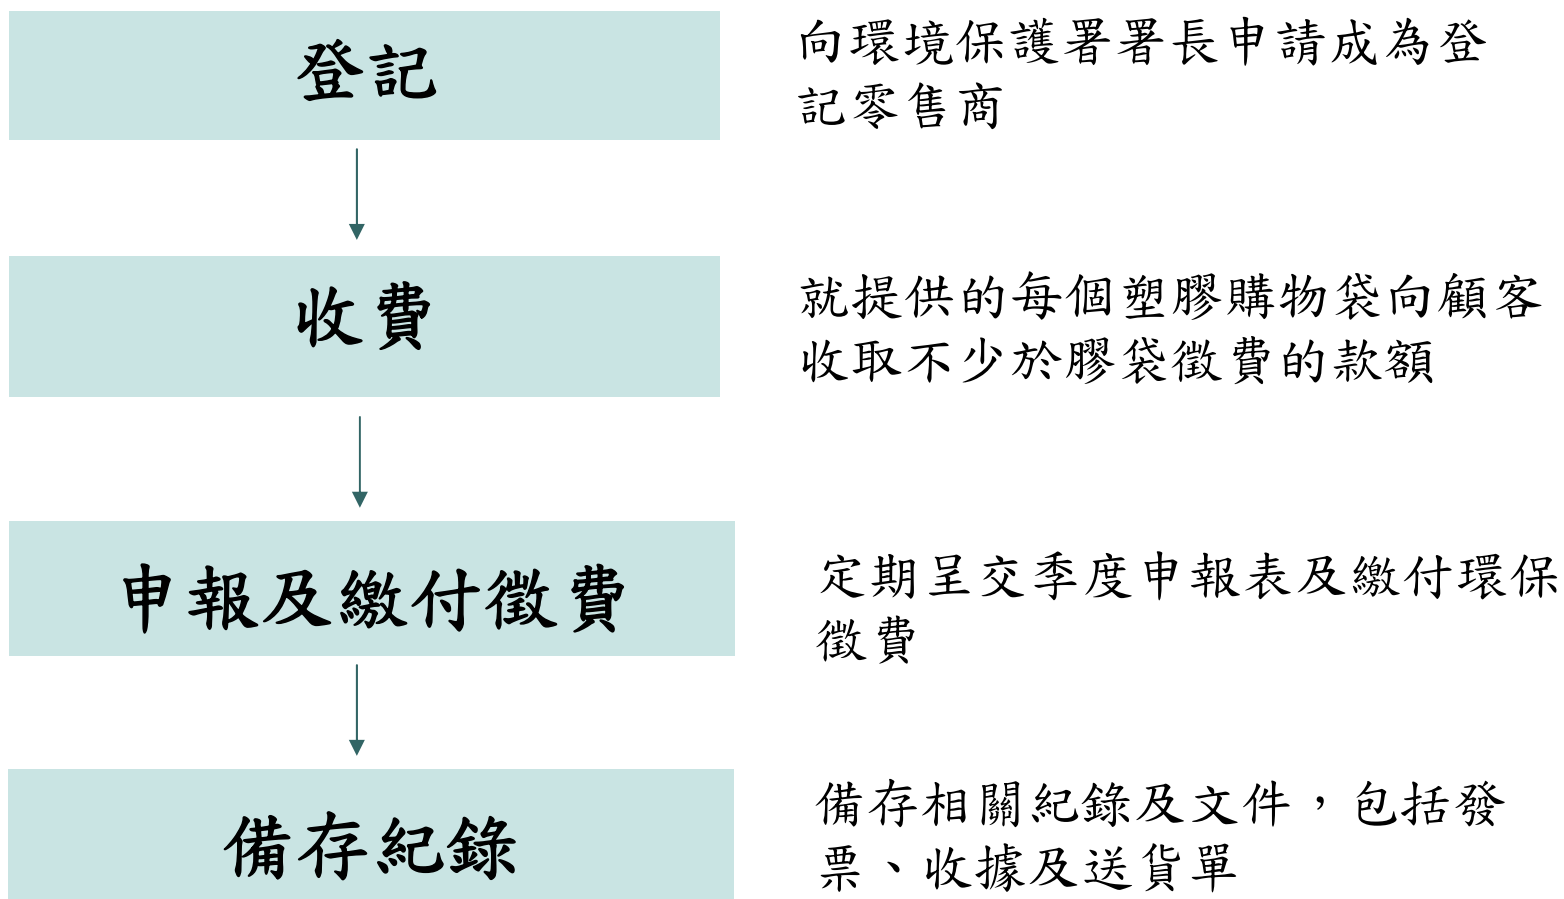 登記
向環境保護署署長申請成為登
記零售商
收費
就提供的每個塑膠購物袋向顧客
收取不少於膠袋徵費的款額
申報及繳付徵費
定期呈交季度申報表及繳付環保
徵費
備存紀錄
備存相關紀錄及文件，包括發
票、收據及送貨單